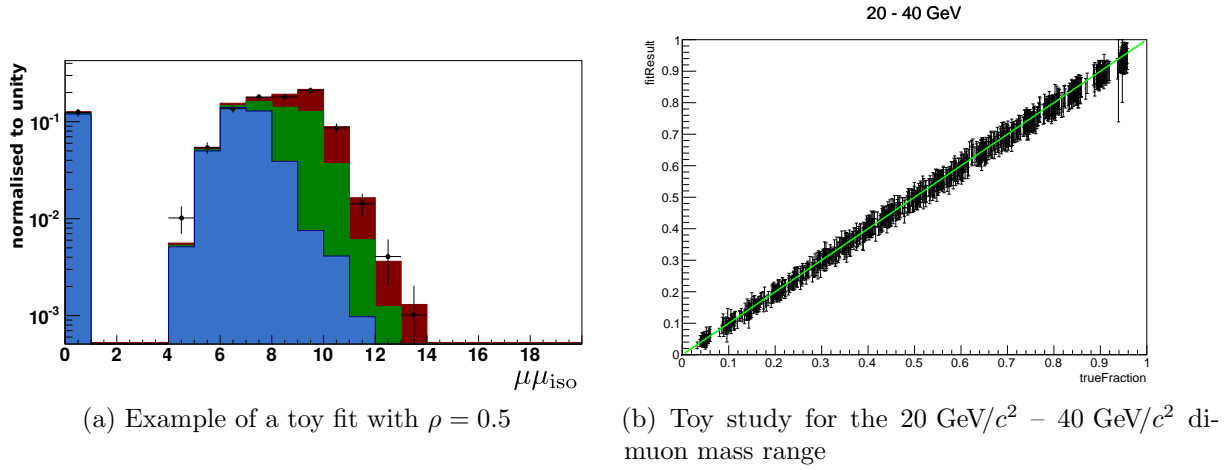 20 - 40 GeV
normalised to unity
10⁻¹
10⁻²
10⁻³
0 2 4 6 8 10 12 14 16 18
μμiso
fitResult
1
0.9
0.8
0.7
0.6
0.5
0.4
0.3
0.2
0.1
0
0 0.1 0.2 0.3 0.4 0.5 0.6 0.7 0.8 0.9 1
trueFraction
(a) Example of a toy fit with ρ = 0.5
(b) Toy study for the 20 GeV/c² – 40 GeV/c² di-
muon mass range